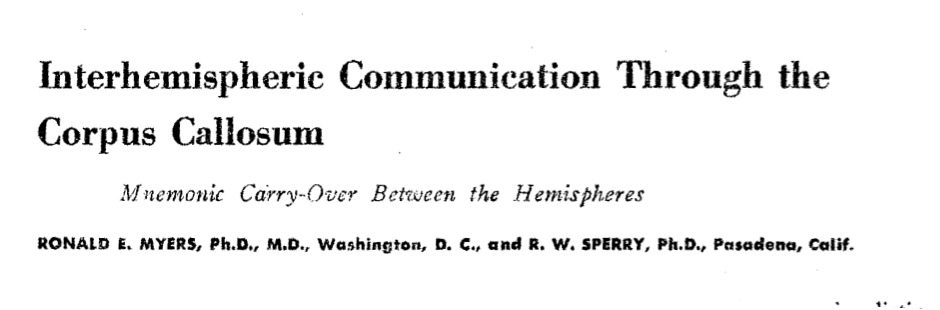 Interhemispheric Communication Through the
Corpus Callosum
Mnemonic Carry-Over Between the Hemispheres
RONALD E. MYERS, Ph.D., M.D., Washington, D. C., and R. W. SPERRY, Ph.D., Pasadena, Calif.